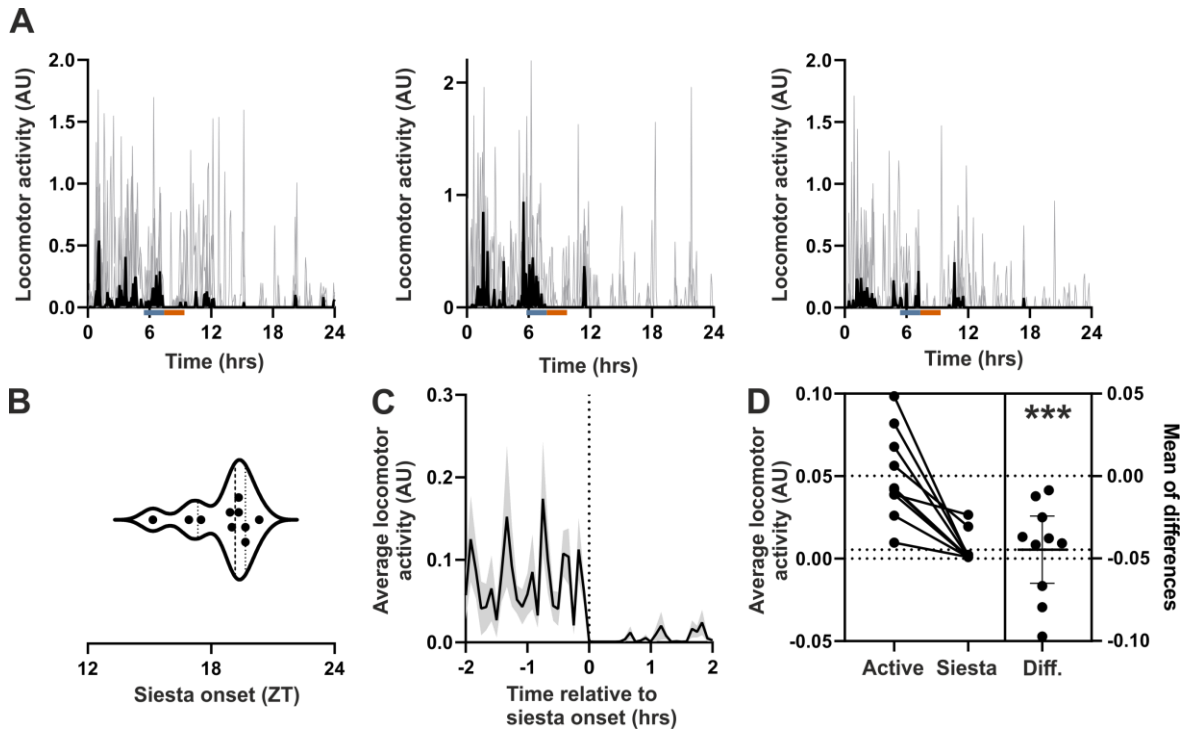 A
Locomotor activity (AU)
2.0
1.5
1.0
0.5
0.0
0 6 12 18 24
Time (hrs)
Locomotor activity (AU)
2
1
0
0 6 12 18 24
Time (hrs)
Locomotor activity (AU)
2.0
1.5
1.0
0.5
0.0
0 6 12 18 24
Time (hrs)
B
12 18 24
Siesta onset (ZT)
C
Average locomotor
activity (AU)
0.3
0.2
0.1
0.0
-2 -1 0 1 2
Time relative to
siesta onset (hrs)
D
Average locomotor
activity (AU)
0.10
0.05
0.00
-0.05
Active Siesta Diff.
***
0.05
0.00
-0.05
-0.10
Mean of differences